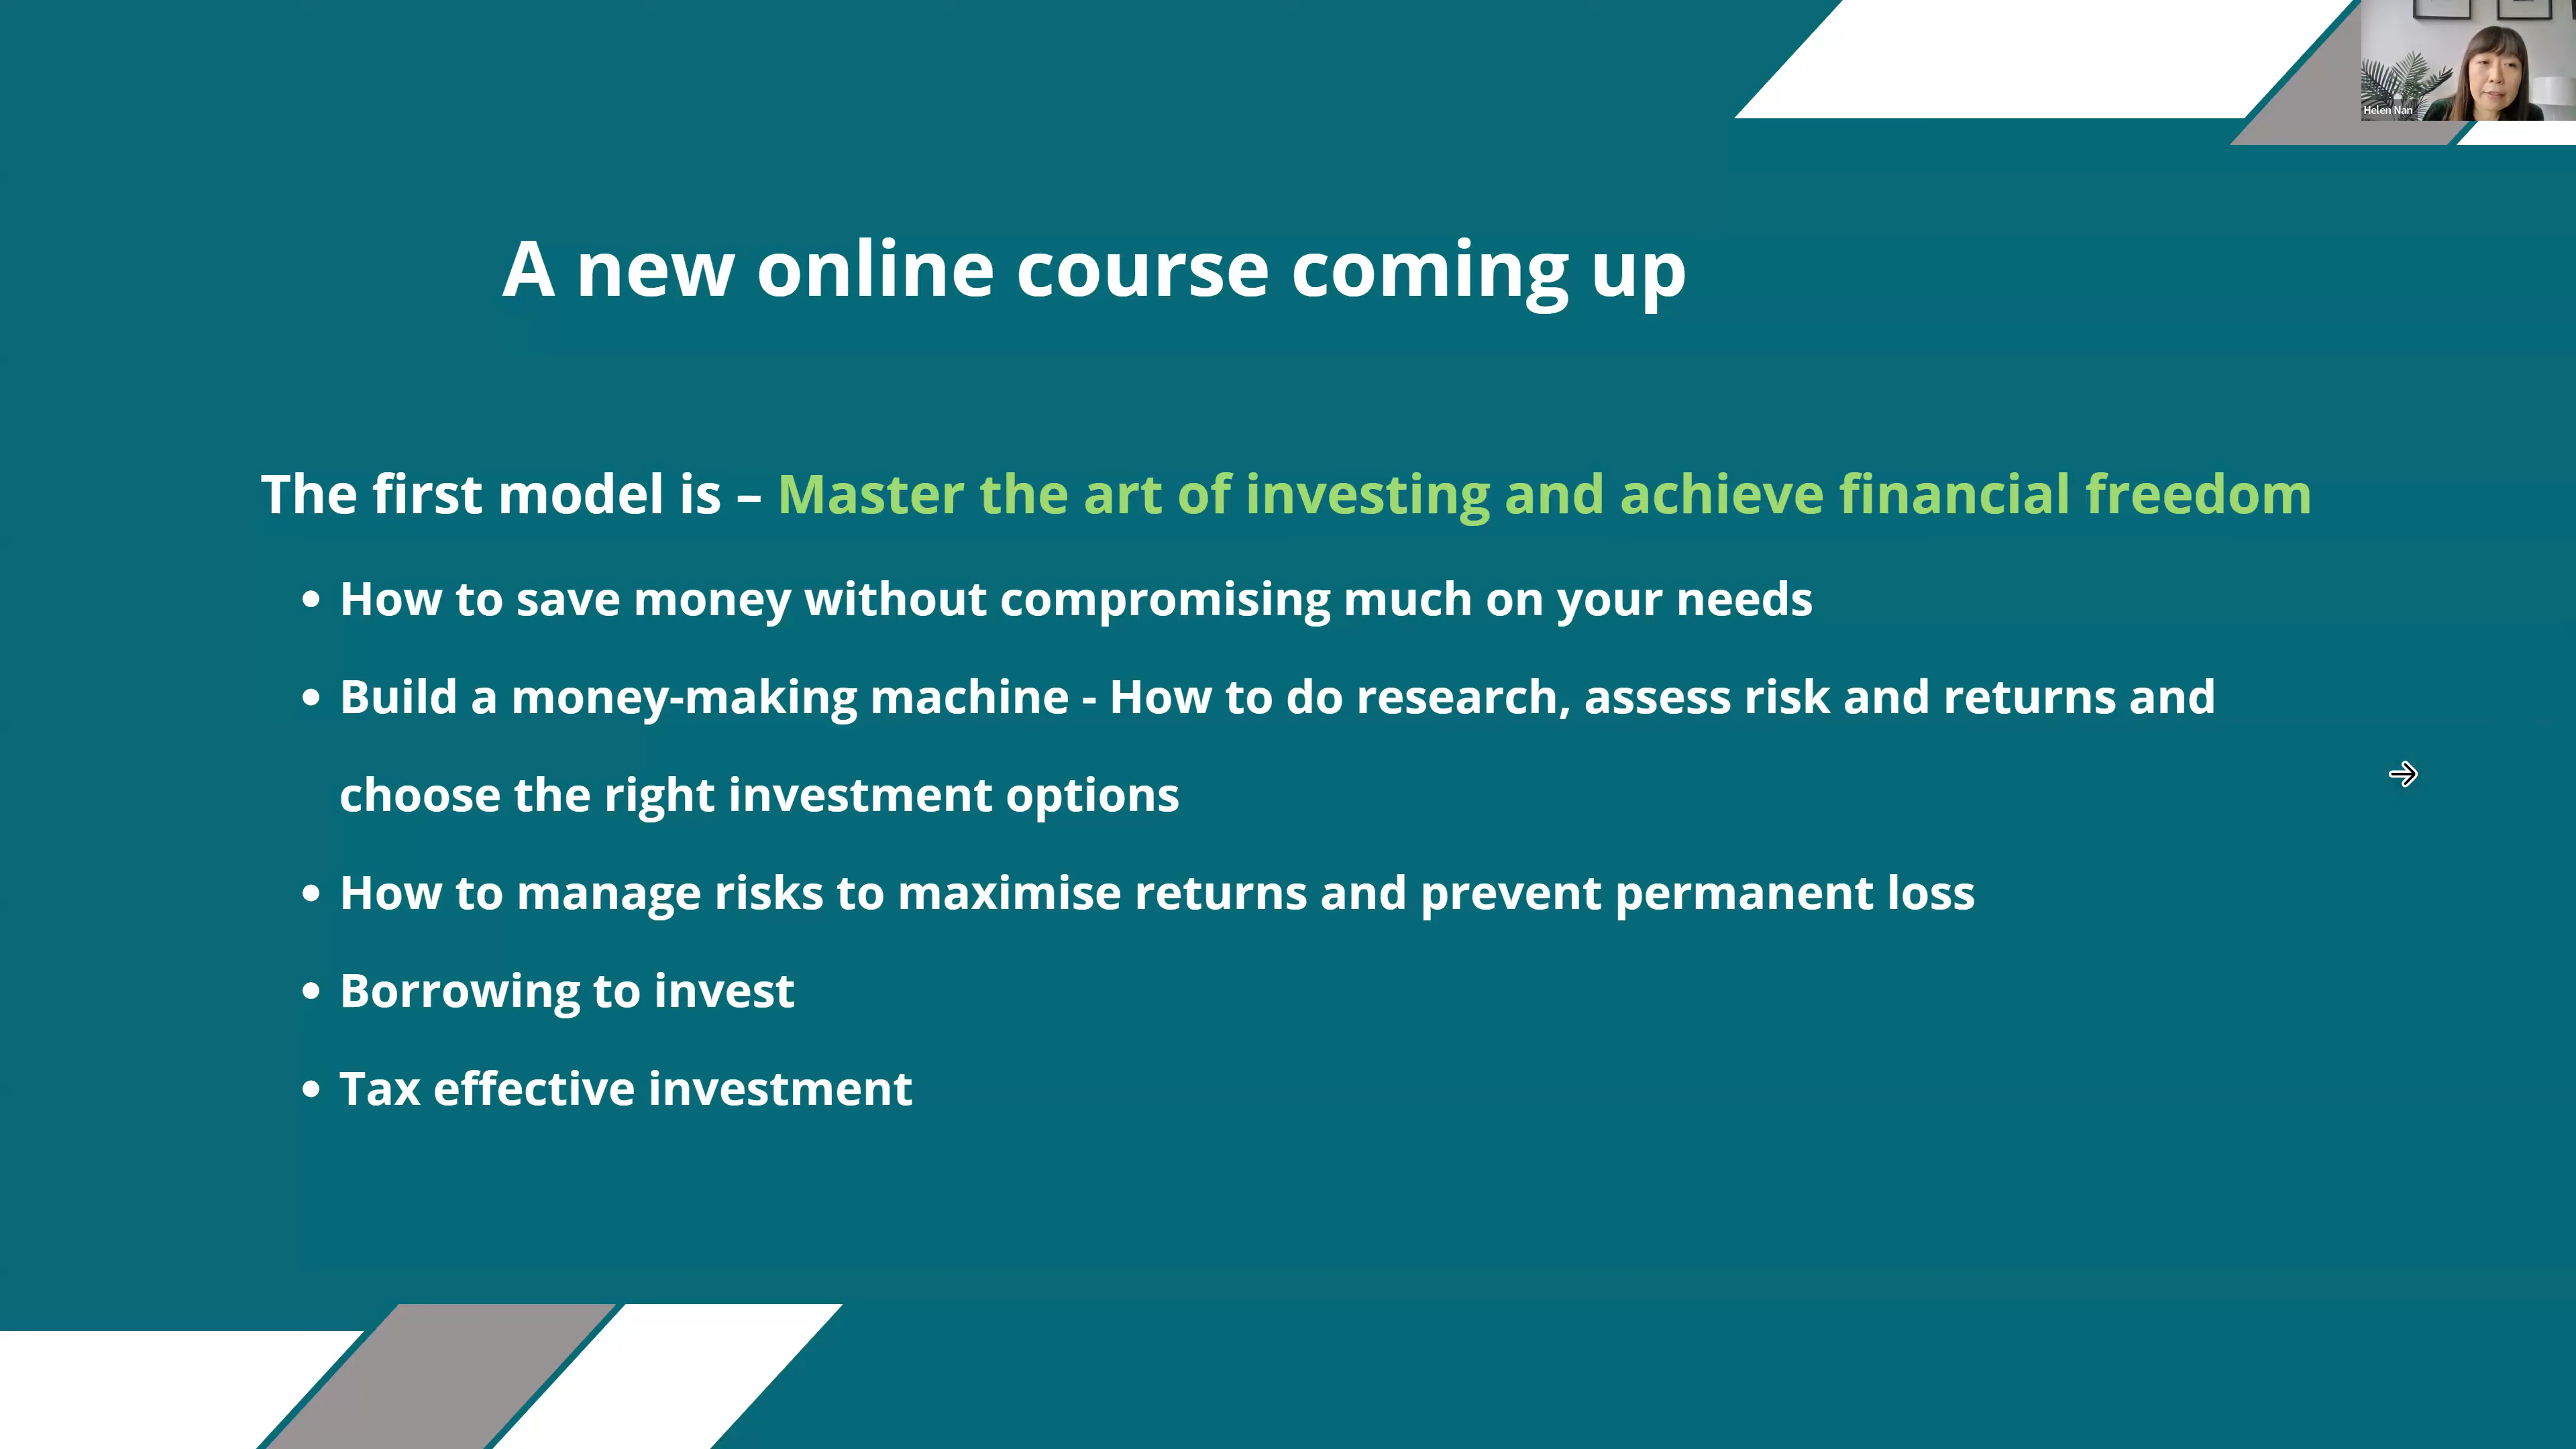 Helen Nan
A new online course coming up
The first model is – Master the art of investing and achieve financial freedom
• How to save money without compromising much on your needs
• Build a money-making machine - How to do research, assess risk and returns and
choose the right investment options
• How to manage risks to maximise returns and prevent permanent loss
• Borrowing to invest
• Tax effective investment